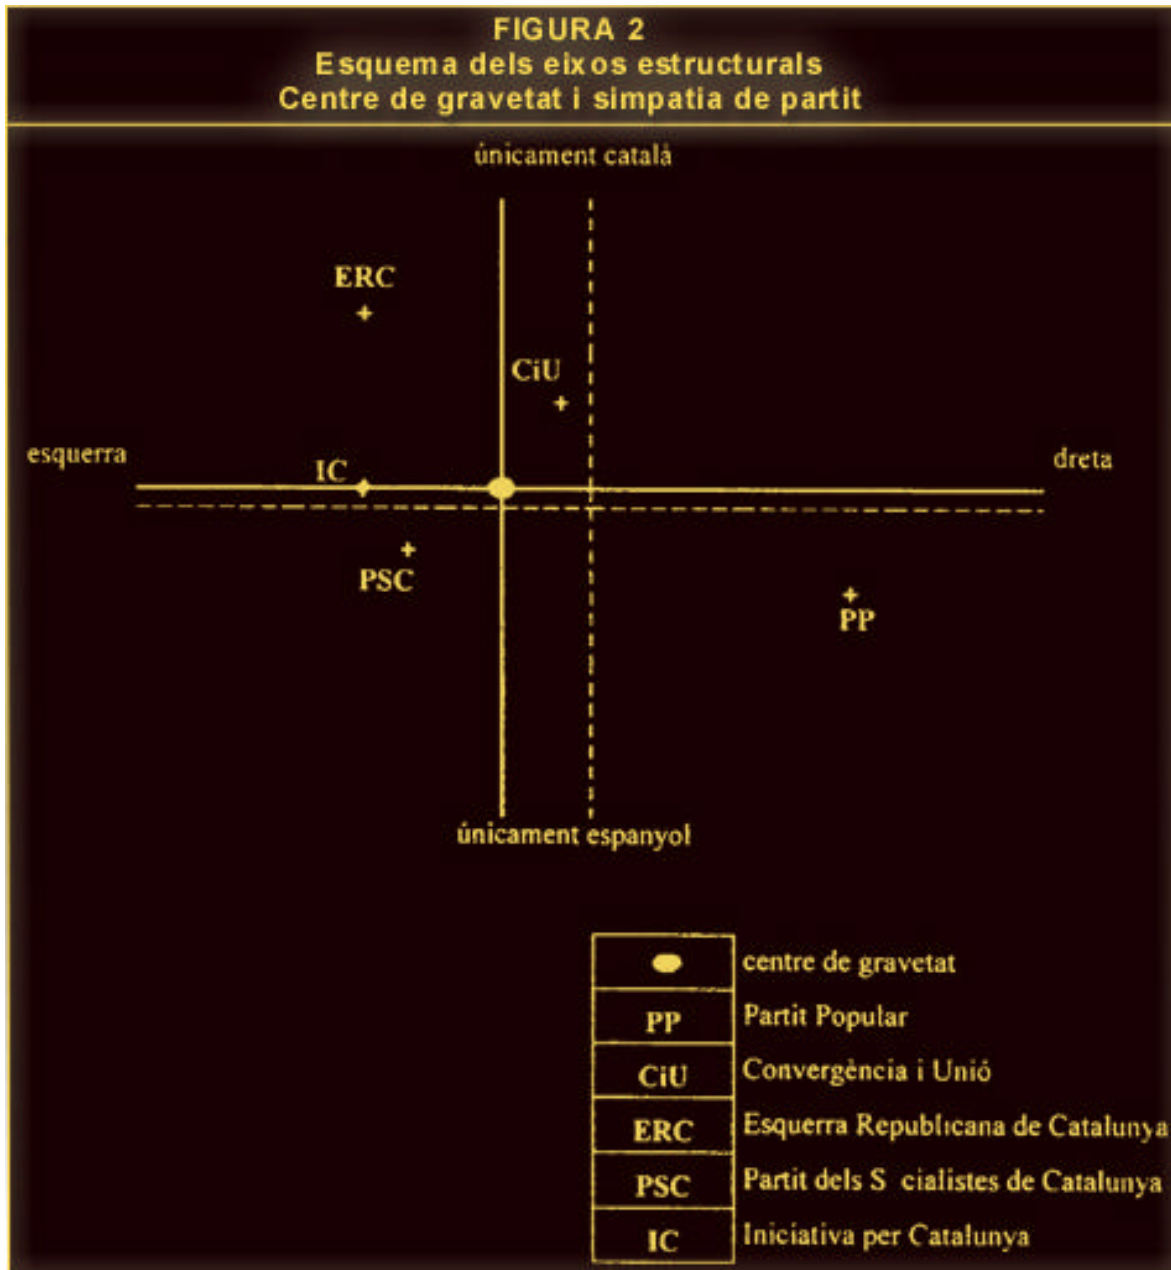 FIGURA 2
Esquema dels eixos estructurals
Centre de gravetat i simpatia de partit
únicament català
ERC
CiU
esquerra
dreta
IC
PSC
PP
únicament espanyol
centre de gravetat
PP Partit Popular
CiU Convergència i Unió
ERC Esquerra Republicana de Catalunya
PSC Partit dels S cialistes de Catalunya
IC Iniciativa per Catalunya